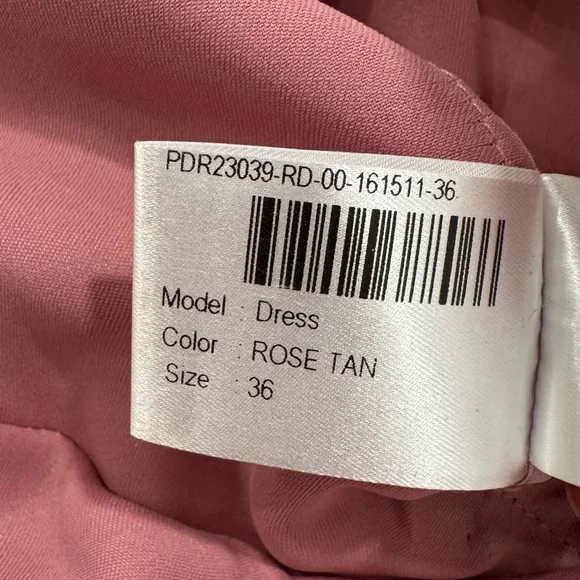 PDR23039-RD-00-161511-36
Model : Dress
Color : ROSE TAN
Size : 36